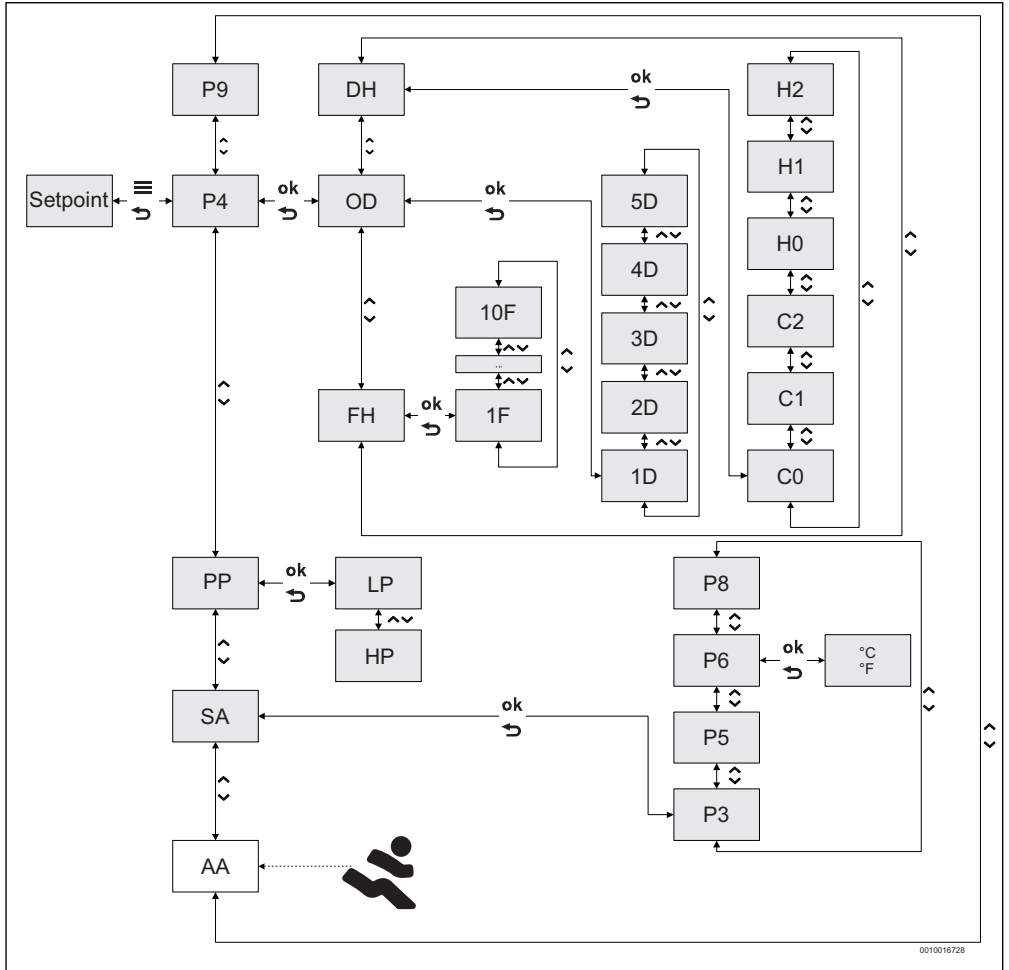 P9
DH
ok
H2
H1
Setpoint
P4
ok
OD
ok
5D
4D
H0
10F
...
3D
C2
2D
C1
FH
ok
1F
1D
C0
PP
ok
LP
HP
P8
P6
ok
°C
°F
SA
ok
P5
P3
AA
0010016728